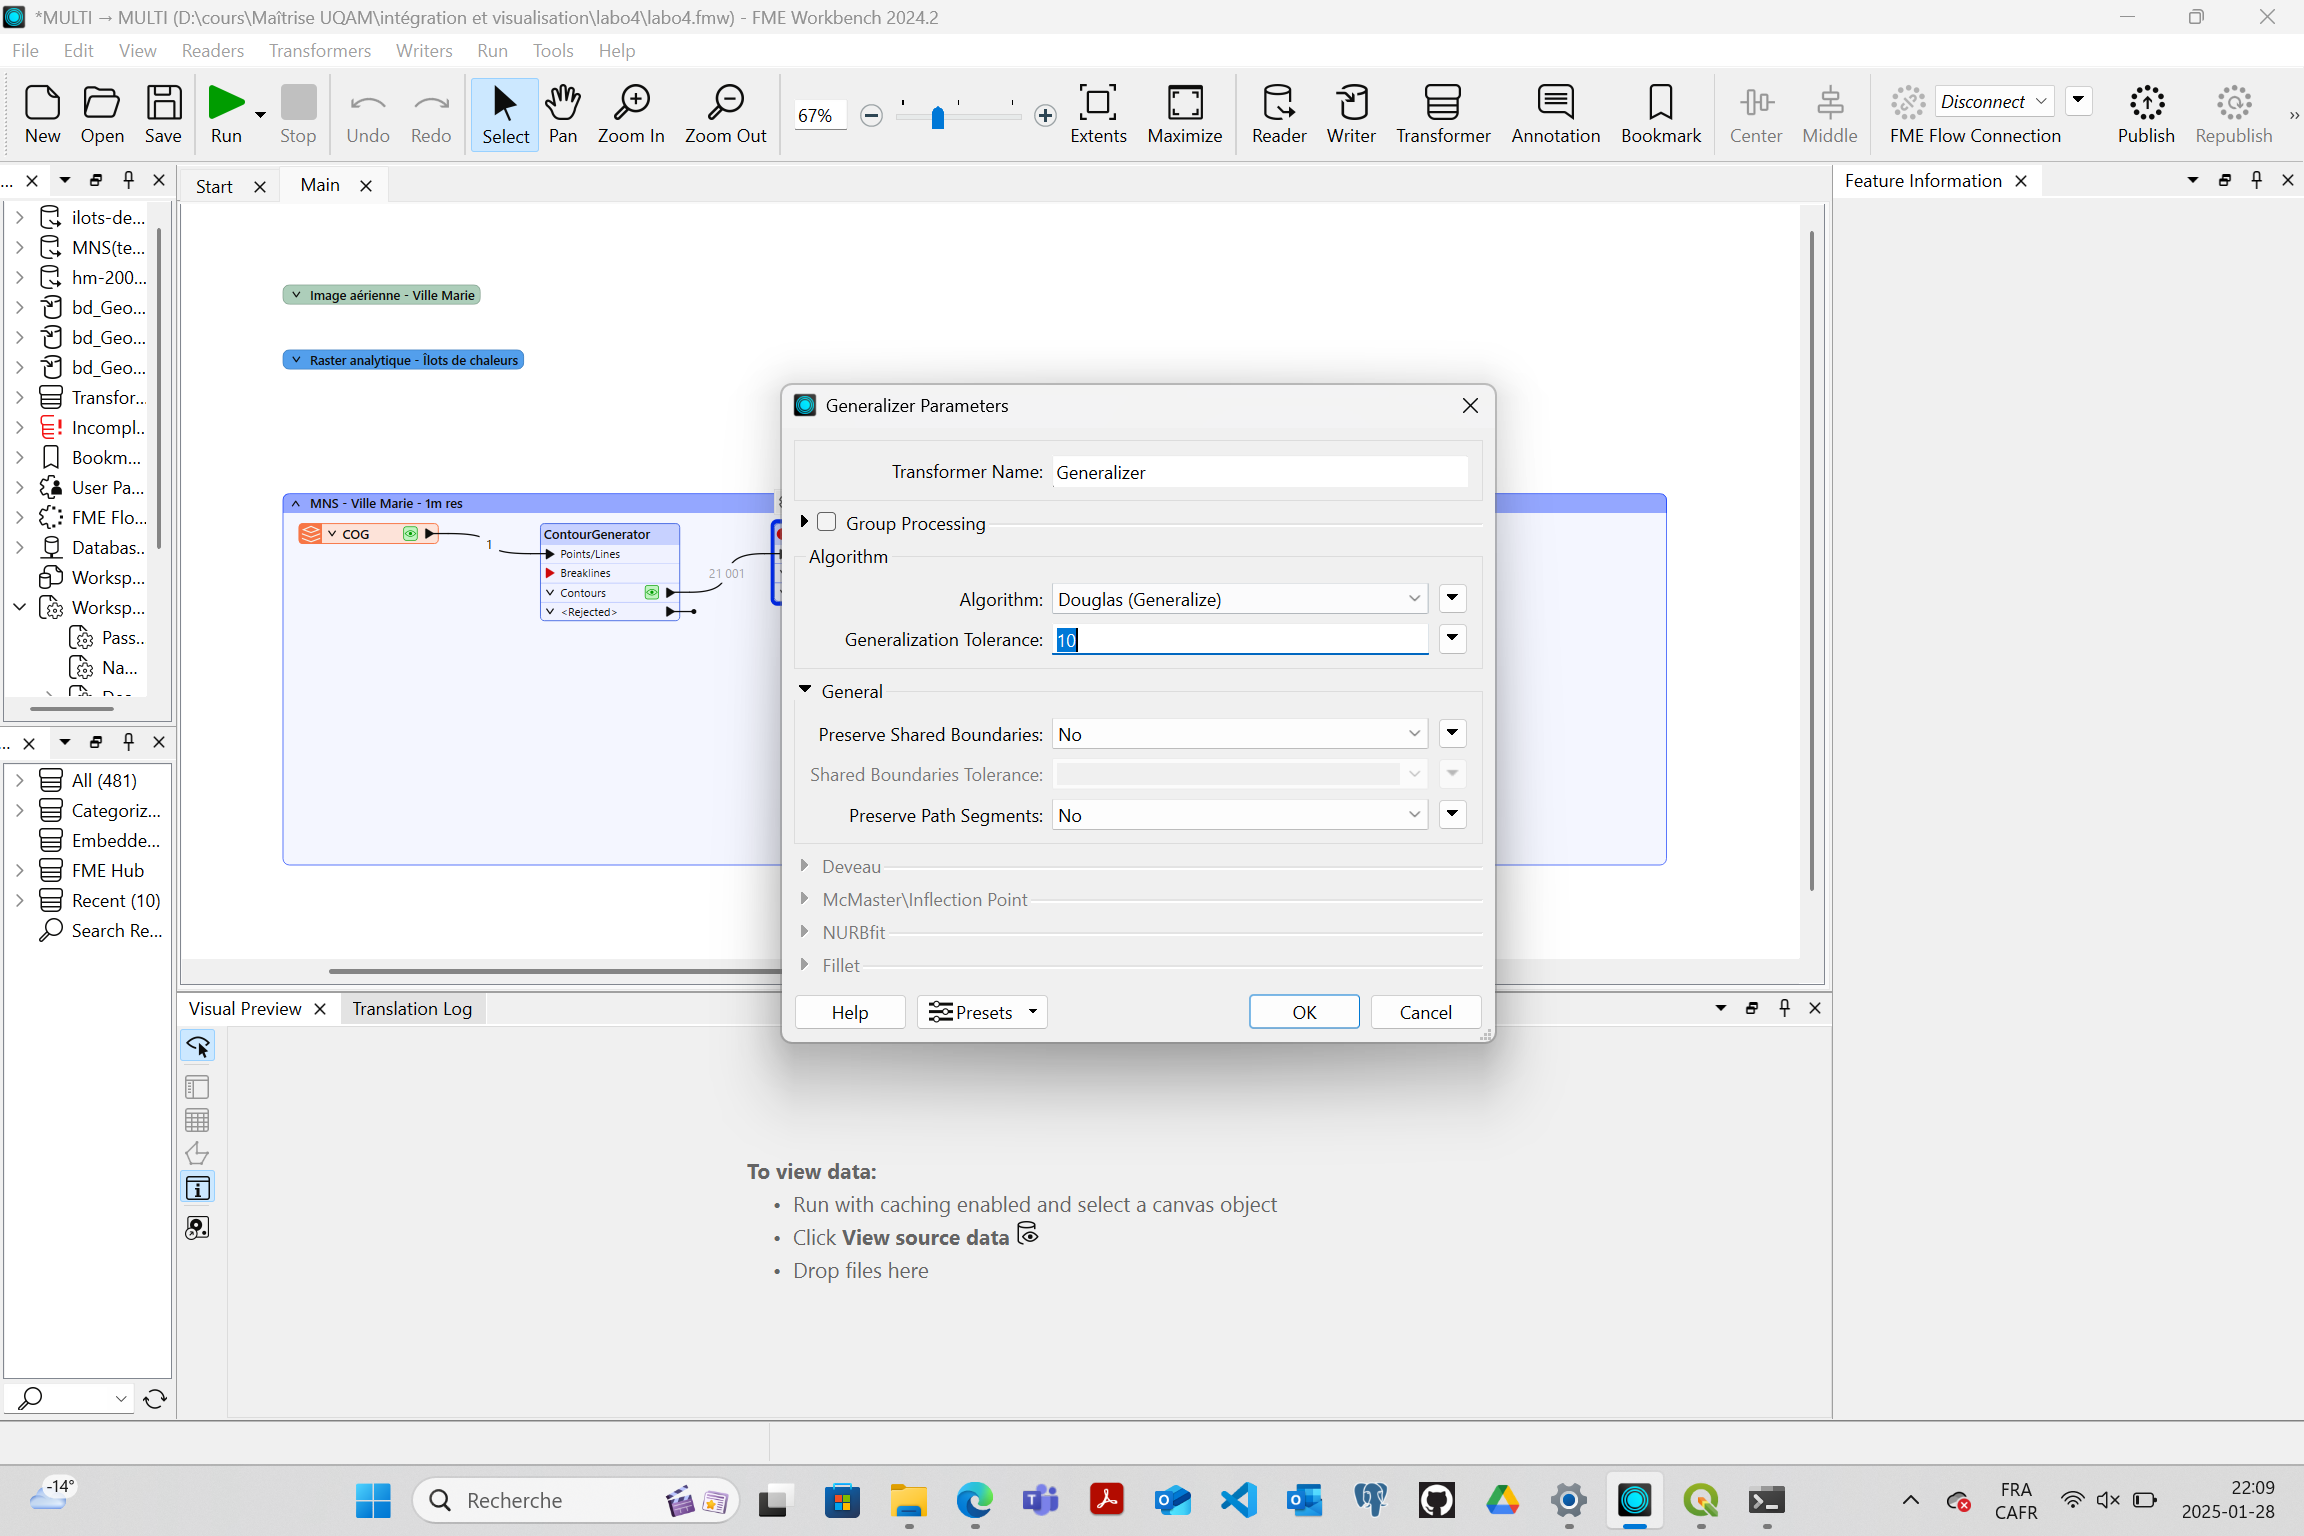 *MULTI → MULTI (D:\cours\Maîtrise UQAM\intégration et visualisation\labo4\labo4.fmw) - FME Workbench 2024.2
File Edit View Readers Transformers Writers Run Tools Help
New Open Save Run Stop Undo Redo Select Pan Zoom In Zoom Out 67% Extents Maximize Reader Writer Transformer Annotation Bookmark Center Middle Disconnect FME Flow Connection Publish Republish »
...
Start Main
Feature Information
ilots-de...
MNS(te...
hm-200...
bd_Geo...
bd_Geo...
bd_Geo...
Transfor...
Incompl...
Bookm...
User Pa...
FME Flo...
Databas...
Worksp...
Worksp...
Pass...
Na...
Image aérienne - Ville Marie
Raster analytique - Îlots de chaleurs
MNS - Ville Marie - 1m res
COG
1
ContourGenerator
Points/Lines
Breaklines
Contours
<Rejected>
21 001
Generalizer Parameters
Transformer Name: Generalizer
Group Processing
Algorithm
Algorithm: Douglas (Generalize)
Generalization Tolerance: 10
General
Preserve Shared Boundaries: No
Shared Boundaries Tolerance:
Preserve Path Segments: No
Deveau
McMaster\Inflection Point
NURBfit
Fillet
Help Presets OK Cancel
...
All (481)
Categoriz...
Embedde...
FME Hub
Recent (10)
Search Re...
Visual Preview Translation Log
To view data:
• Run with caching enabled and select a canvas object
• Click View source data
• Drop files here
-14°
Recherche
FRA
CAFR
22:09
2025-01-28